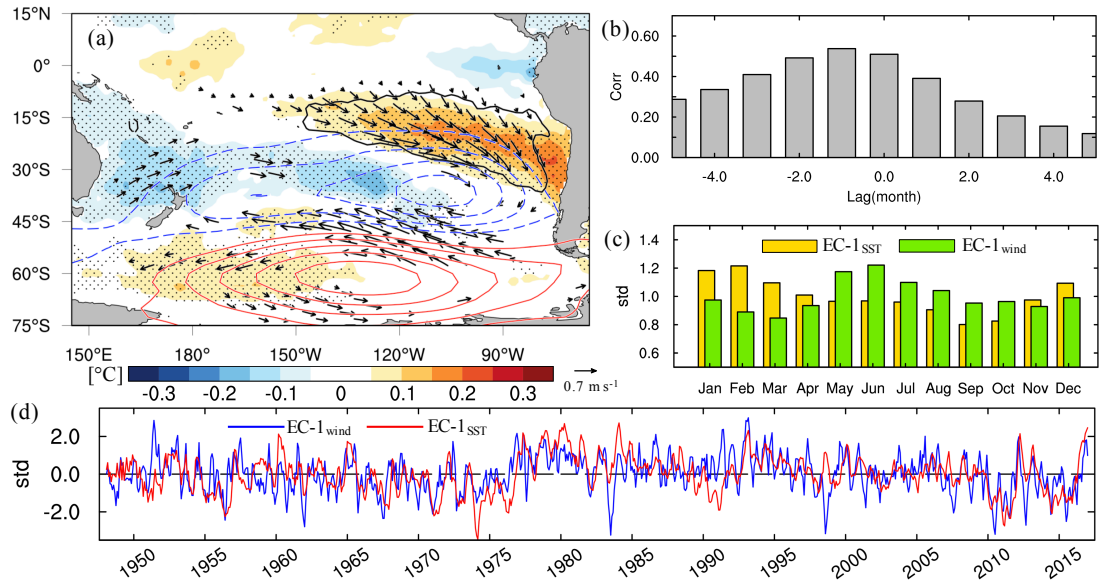 (a)
15°N
0°
15°S
30°S
45°S
60°S
75°S
150°E 180° 150°W 120°W 90°W
[°C]
-0.3 -0.2 -0.1 0 0.1 0.2 0.3
0.7 m s-1
(b)
Corr
0.60
0.40
0.20
0.00
-4.0 -2.0 0.0 2.0 4.0
Lag(month)
(c)
EC-1SST EC-1wind
std
1.4
1.2
1.0
0.8
0.6
Jan Feb Mar Apr May Jun Jul Aug Sep Oct Nov Dec
(d)
EC-1wind EC-1SST
std
2.0
0.0
-2.0
1950 1955 1960 1965 1970 1975 1980 1985 1990 1995 2000 2005 2010 2015